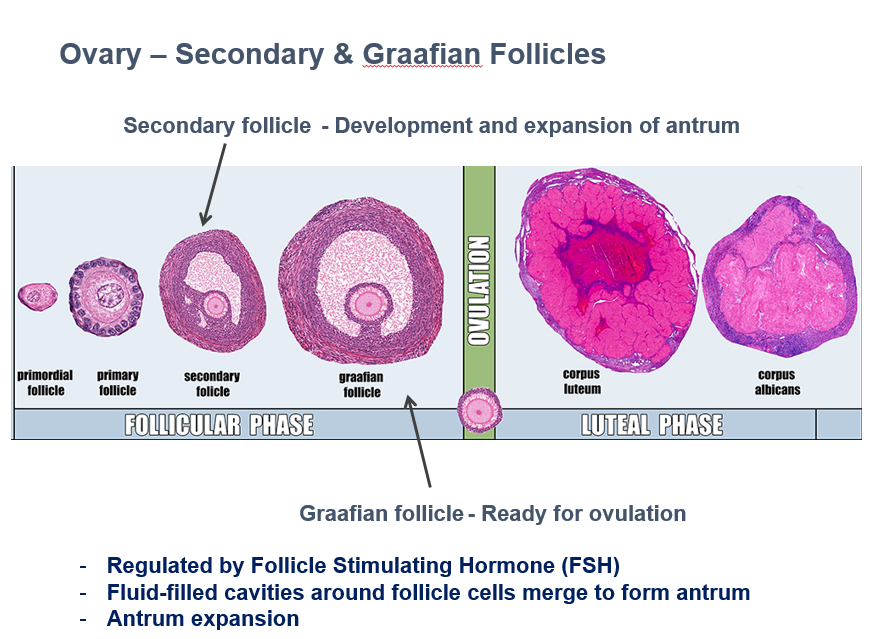 Ovary – Secondary & Graafian Follicles
Secondary follicle - Development and expansion of antrum
primordial
follicle
primary
follicle
secondary
folicle
graafian
follicle
OVULATION
corpus
luteum
corpus
albicans
FOLLICULAR PHASE
LUTEAL PHASE
Graafian follicle - Ready for ovulation
- Regulated by Follicle Stimulating Hormone (FSH)
- Fluid-filled cavities around follicle cells merge to form antrum
- Antrum expansion